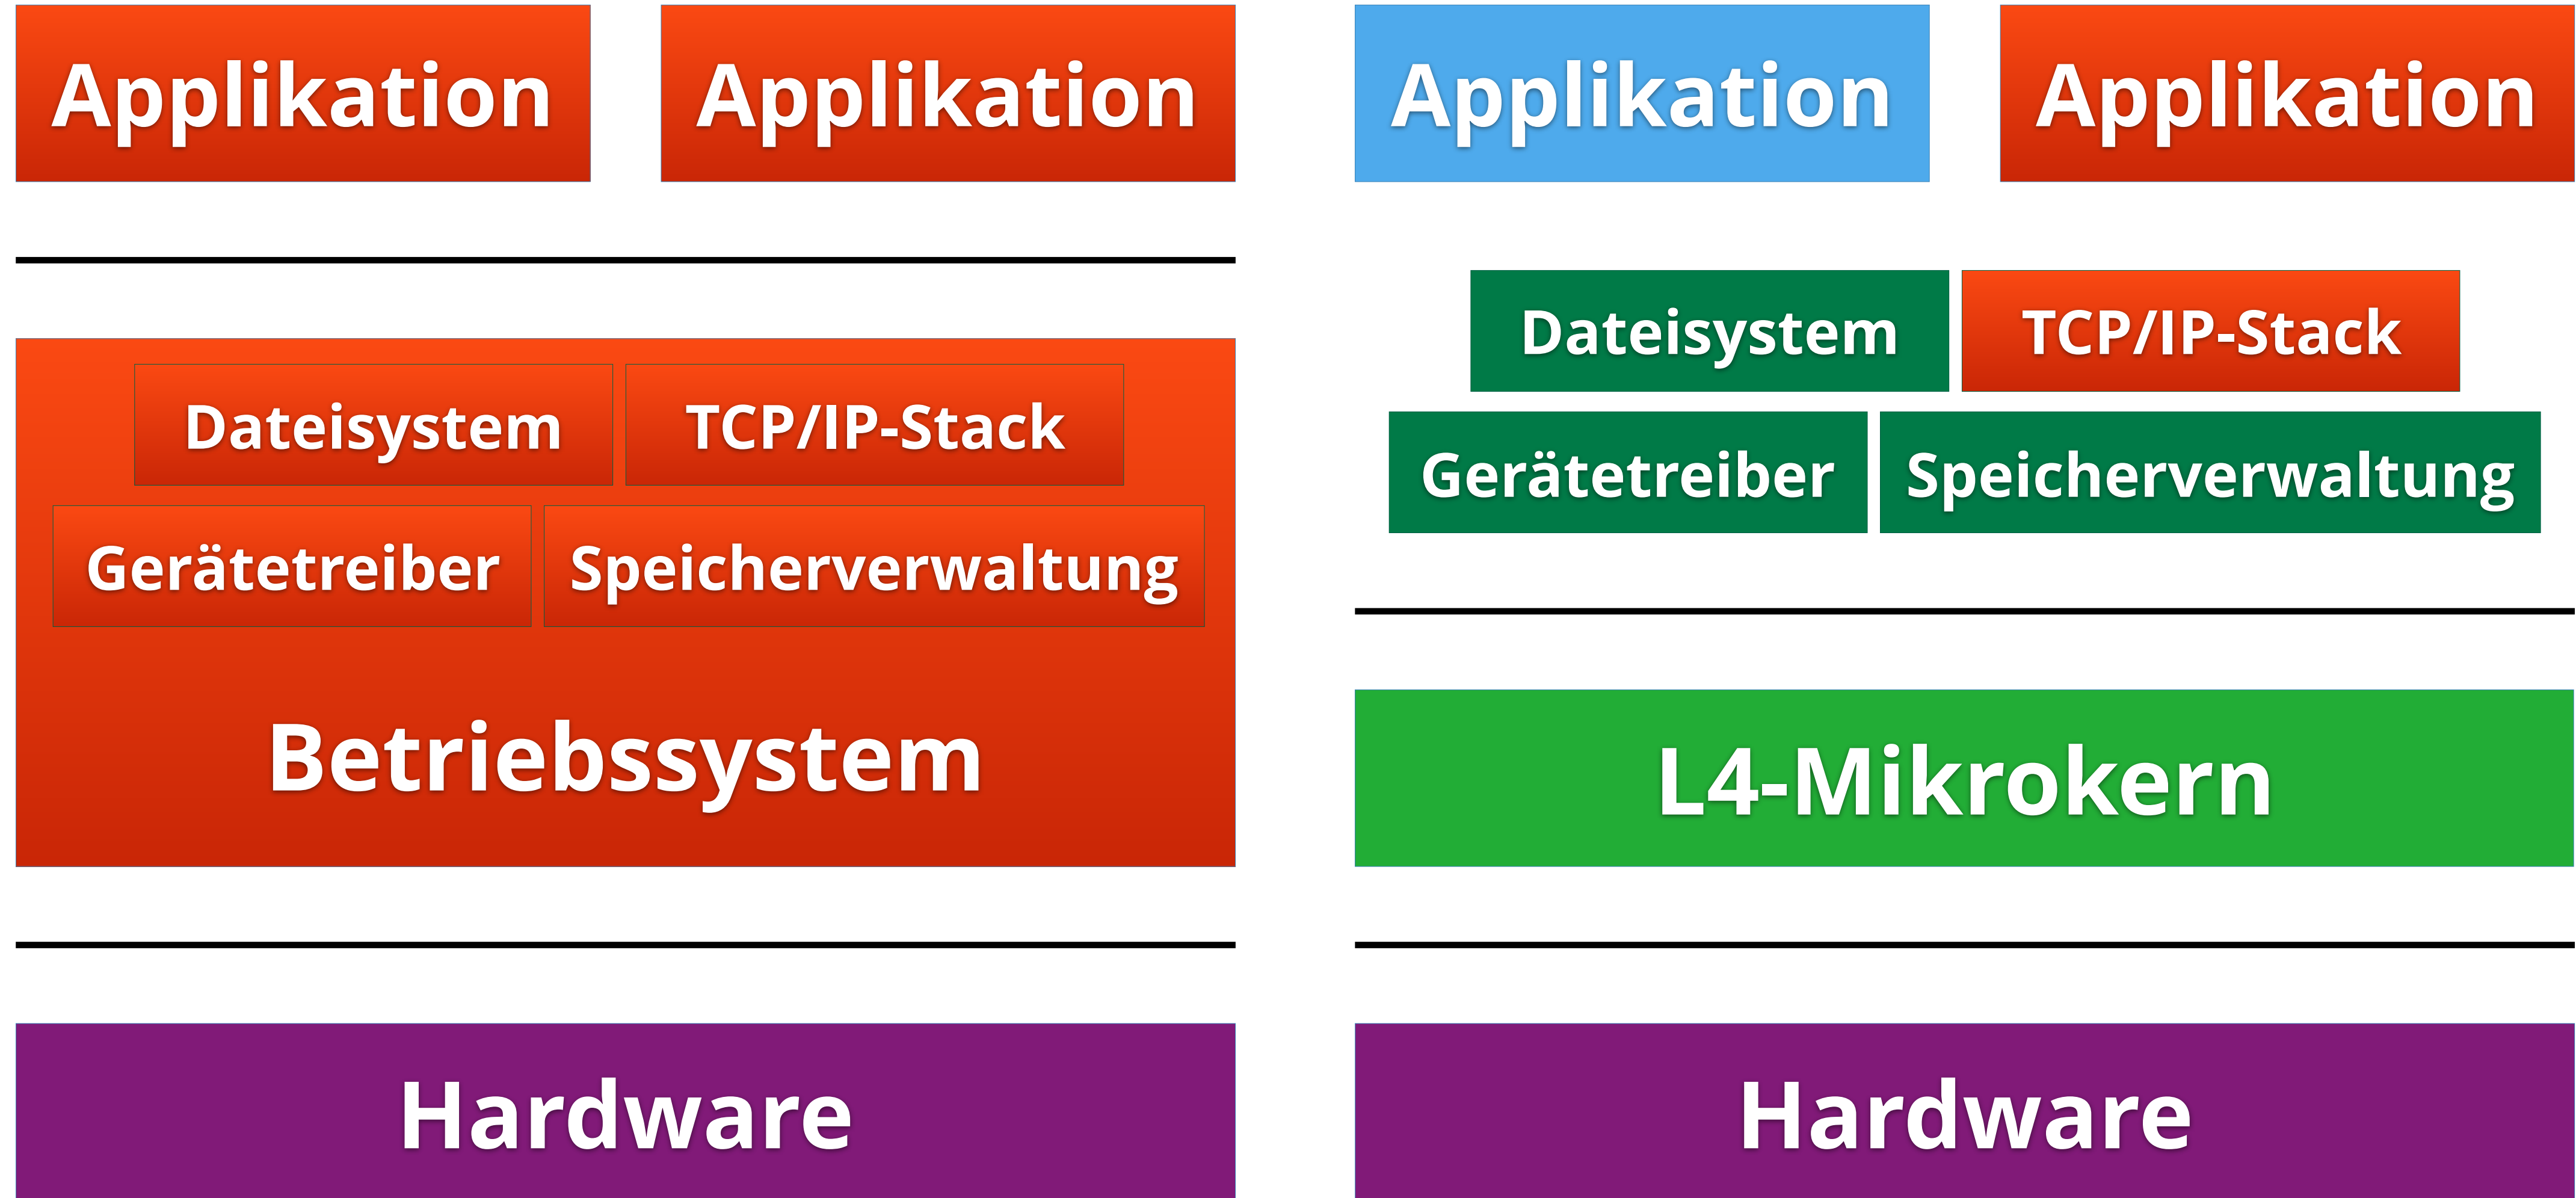 Applikation
Applikation
Dateisystem
TCP/IP-Stack
Gerätetreiber
Speicherverwaltung
Betriebssystem
Hardware
Applikation
Applikation
Dateisystem
TCP/IP-Stack
Gerätetreiber
Speicherverwaltung
L4-Mikrokern
Hardware